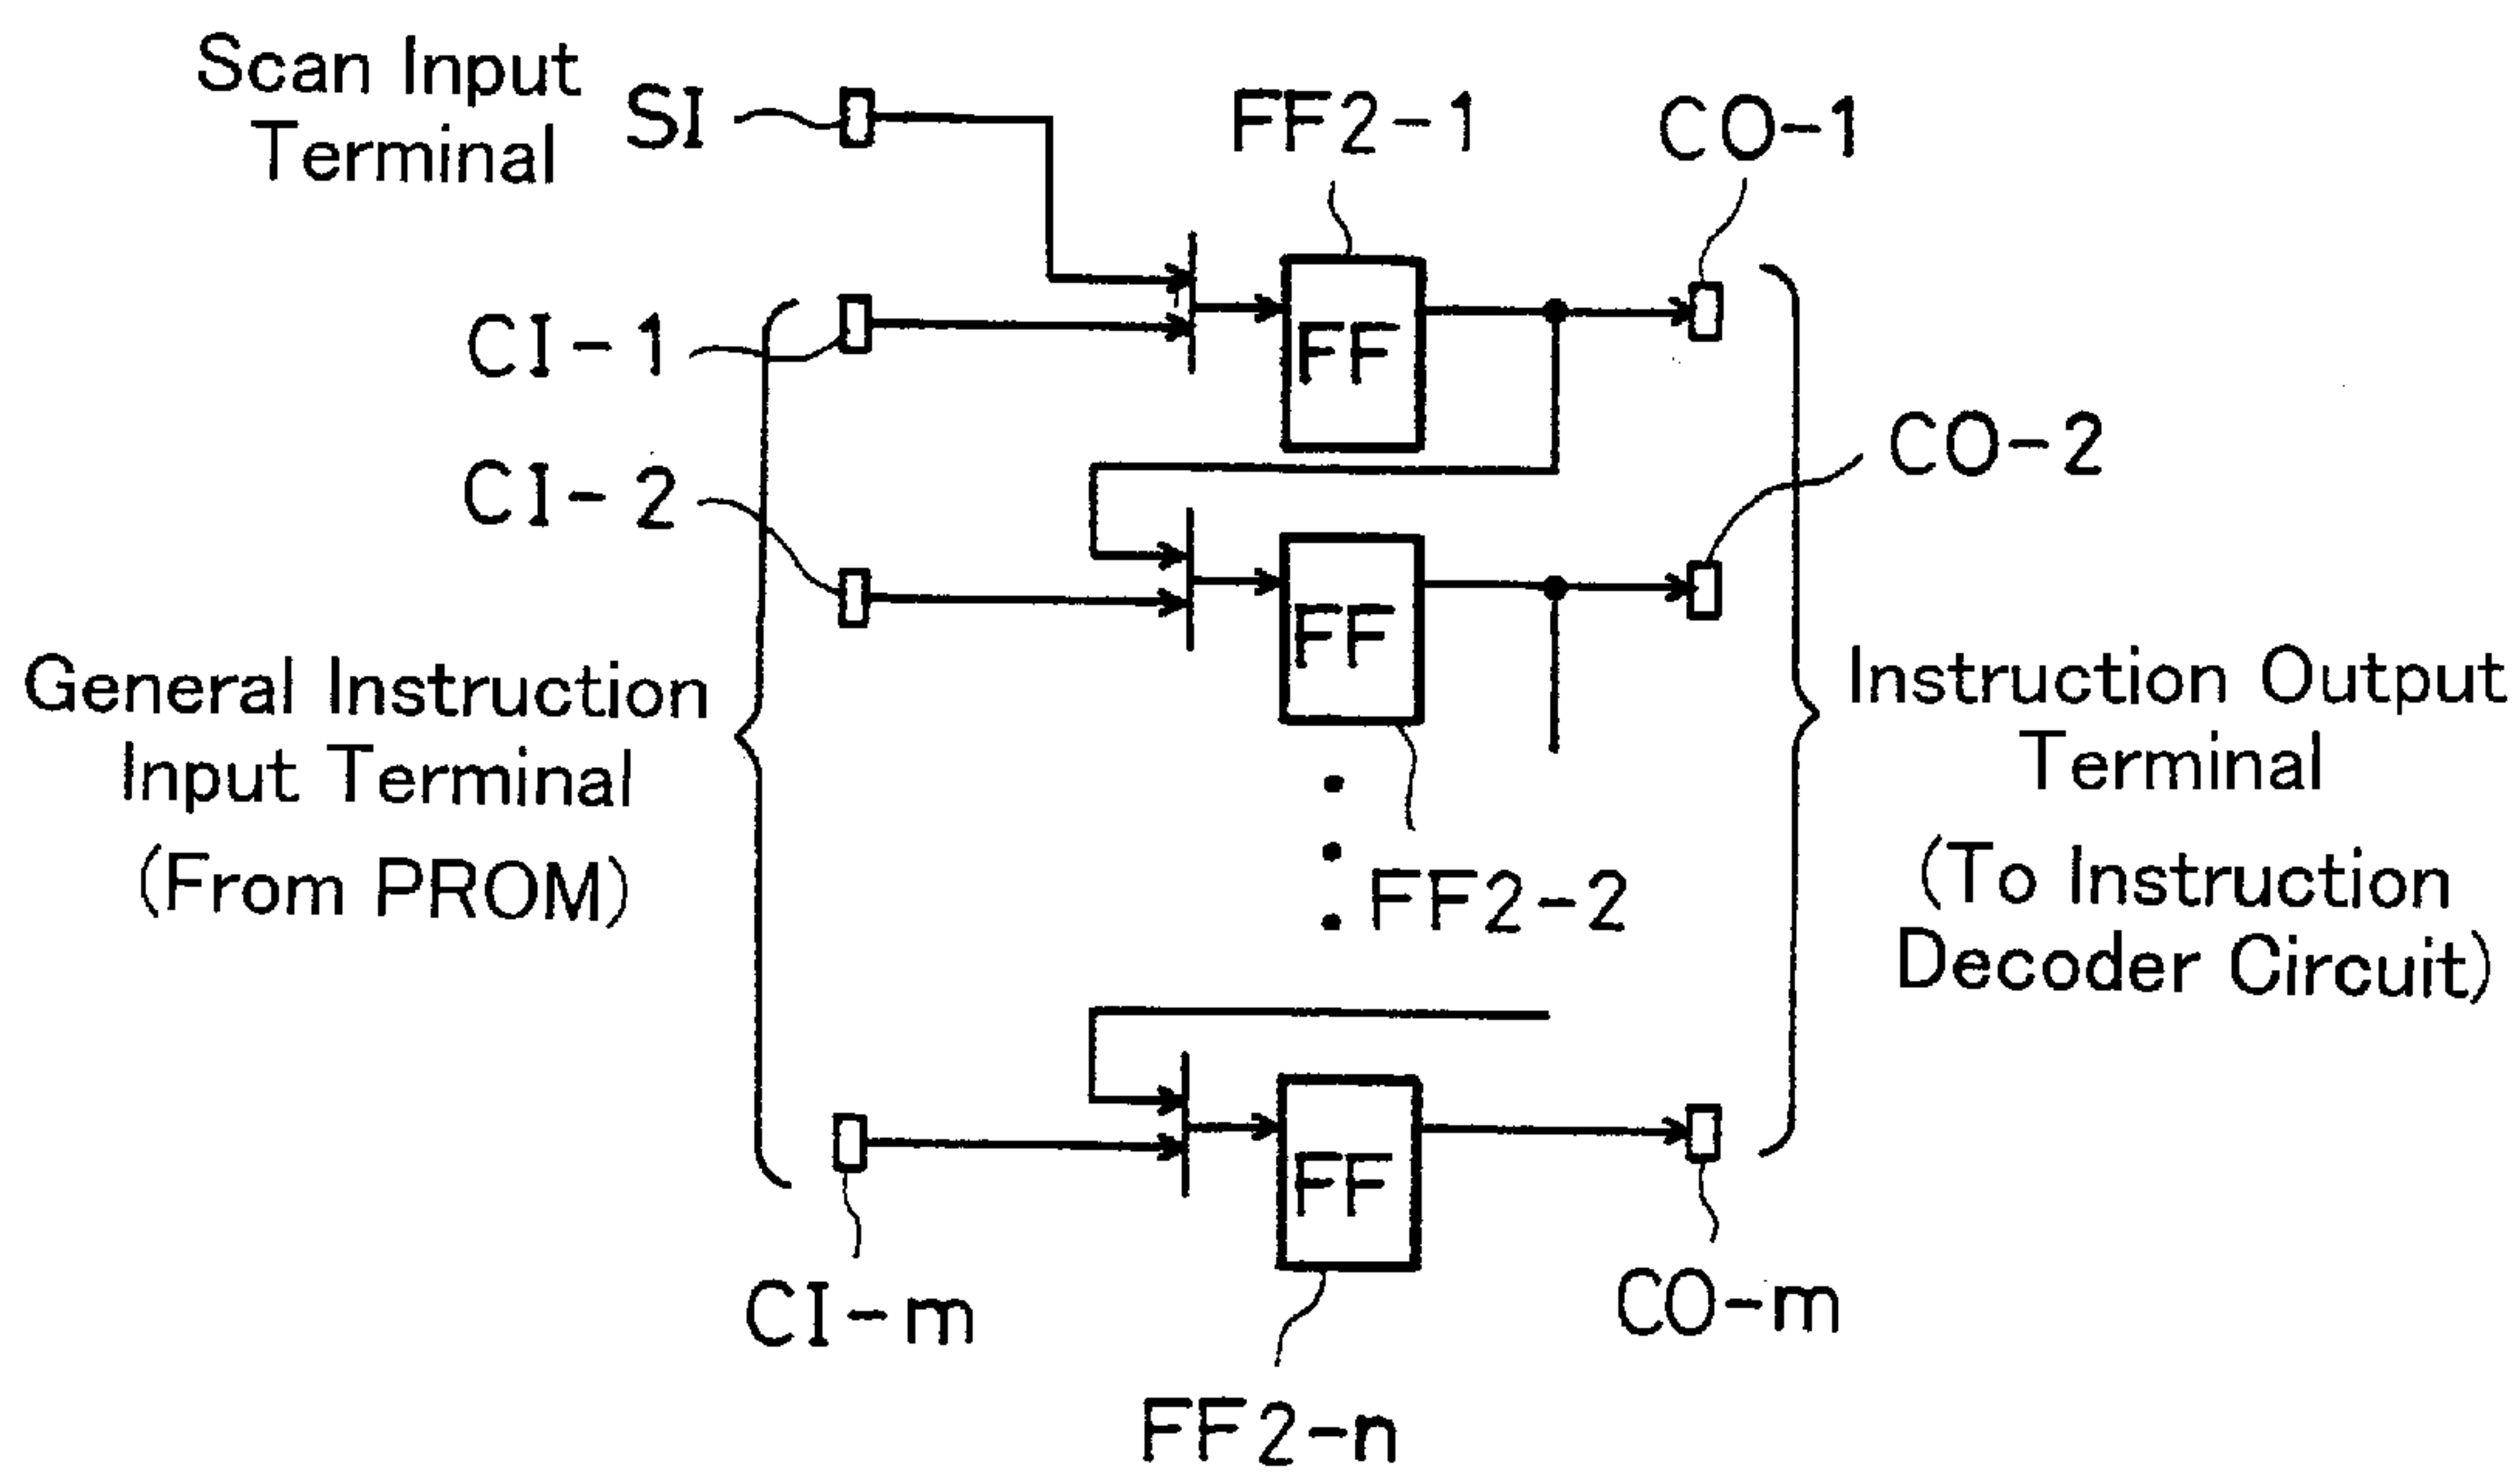 Scan Input
Terminal
SI
FF2-1
CO-1
CI-1
FF
CI-2
CO-2
FF
General Instruction
Input Terminal
(From PROM)
Instruction Output
Terminal
(To Instruction
Decoder Circuit)
FF2-2
FF
CI-m
CO-m
FF2-n